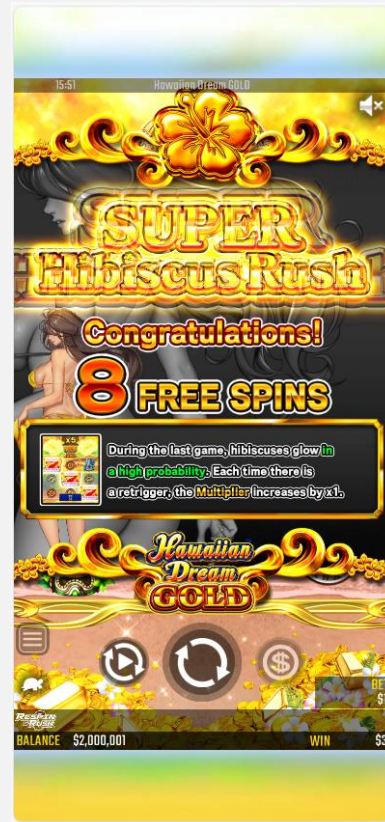 15:51 Hawaiian Dream GOLD
SUPER
Hibiscus Rush!
Congratulations!
8 FREE SPINS
x5
During the last game, hibiscuses glow in
a high probability. Each time there is
a retrigger, the Multiplier increases by x1.
Hawaiian
Dream
GOLD
RESPIN
RUSH
BALANCE $2,000,001 WIN